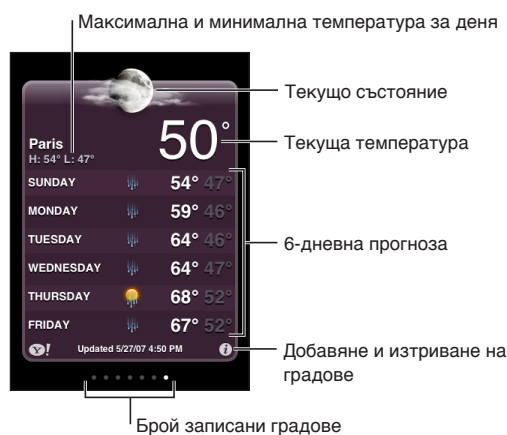 Максимална и минимална температура за деня
Текущо състояние
Paris
H: 54° L: 47°
50°
Текуща температура
SUNDAY 54° 47°
MONDAY 59° 46°
TUESDAY 64° 46°
WEDNESDAY 64° 47°
THURSDAY 68° 52°
FRIDAY 67° 52°
6-дневна прогноза
Y! Updated 5/27/07 4:50 PM i
Добавяне и изтриване на
градове
Брой записани градове